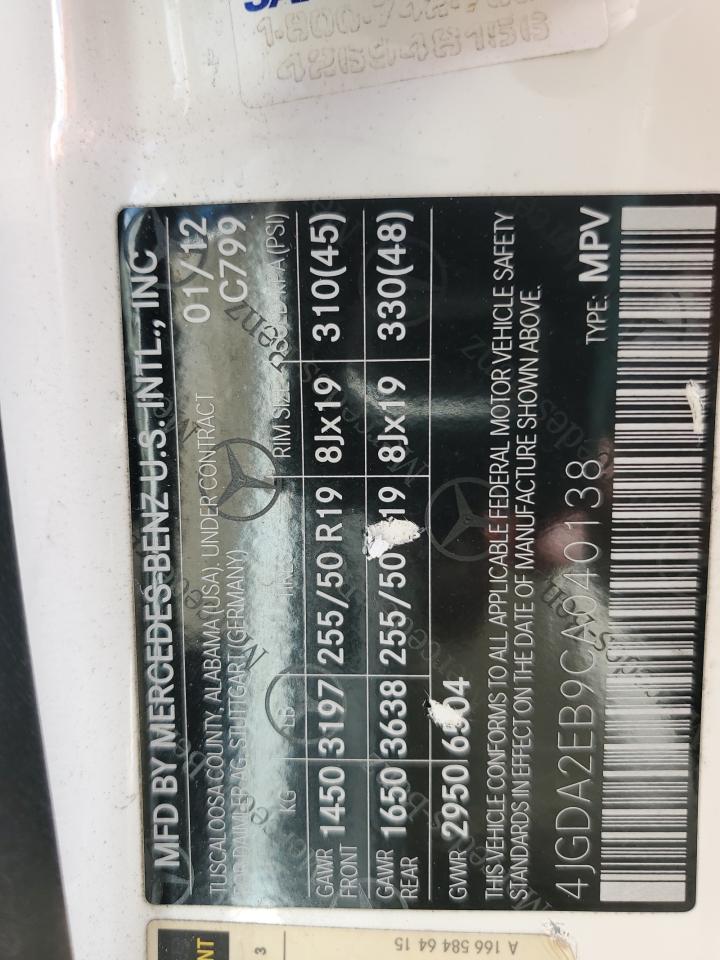 MFD BY MERCEDES-BENZ U.S. INTL., INC
TUSCALOOSA COUNTY, ALABAMA (USA), UNDER CONTRACT 01/12
FOR DAIMLER AG, STUTTGART (GERMANY) C799
KG LB RIM SIZE (PSI)
GAWR FRONT 1450 3197 255/50 R19 8Jx19 310(45)
GAWR REAR 1650 3638 255/50 19 8Jx19 330(48)
GVWR 2950
THIS VEHICLE CONFORMS TO ALL APPLICABLE FEDERAL MOTOR VEHICLE SAFETY
STANDARDS IN EFFECT ON THE DATE OF MANUFACTURE SHOWN ABOVE.
4JGDA2EB9CA040138 TYPE: MPV
A 166 584 64 15
3